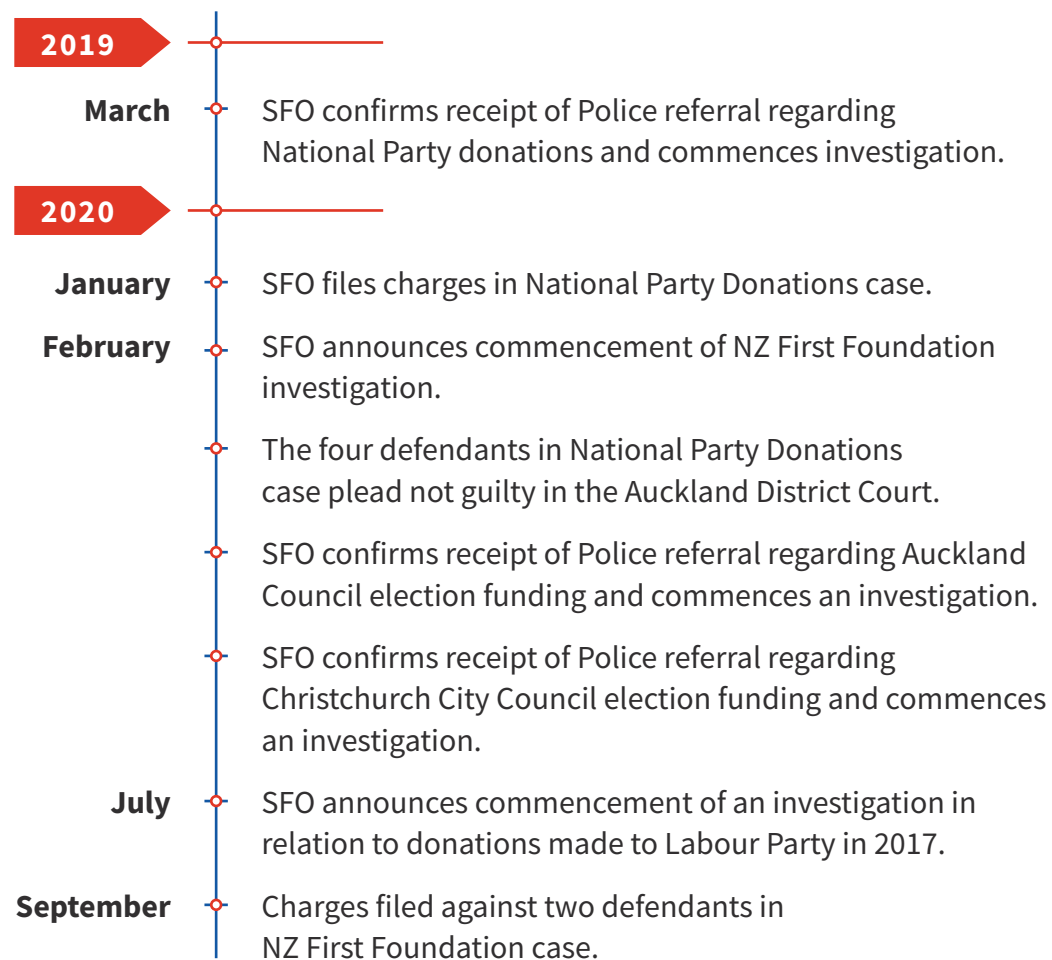 2019
March
SFO confirms receipt of Police referral regarding
National Party donations and commences investigation.
2020
January
SFO files charges in National Party Donations case.
February
SFO announces commencement of NZ First Foundation
investigation.
The four defendants in National Party Donations
case plead not guilty in the Auckland District Court.
SFO confirms receipt of Police referral regarding Auckland
Council election funding and commences an investigation.
SFO confirms receipt of Police referral regarding
Christchurch City Council election funding and commences
an investigation.
July
SFO announces commencement of an investigation in
relation to donations made to Labour Party in 2017.
September
Charges filed against two defendants in
NZ First Foundation case.